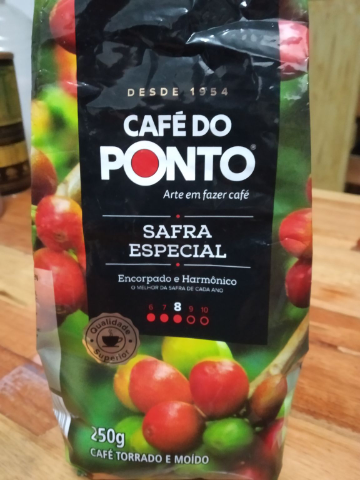 DESDE 1954
CAFÉ DO
PONTO®
Arte em fazer café
SAFRA
ESPECIAL
Encorpado e Harmônico
O MELHOR DA SAFRA DE CADA ANO
6 7 8 9 10
Qualidade
Superior
250g
CAFÉ TORRADO E MOÍDO